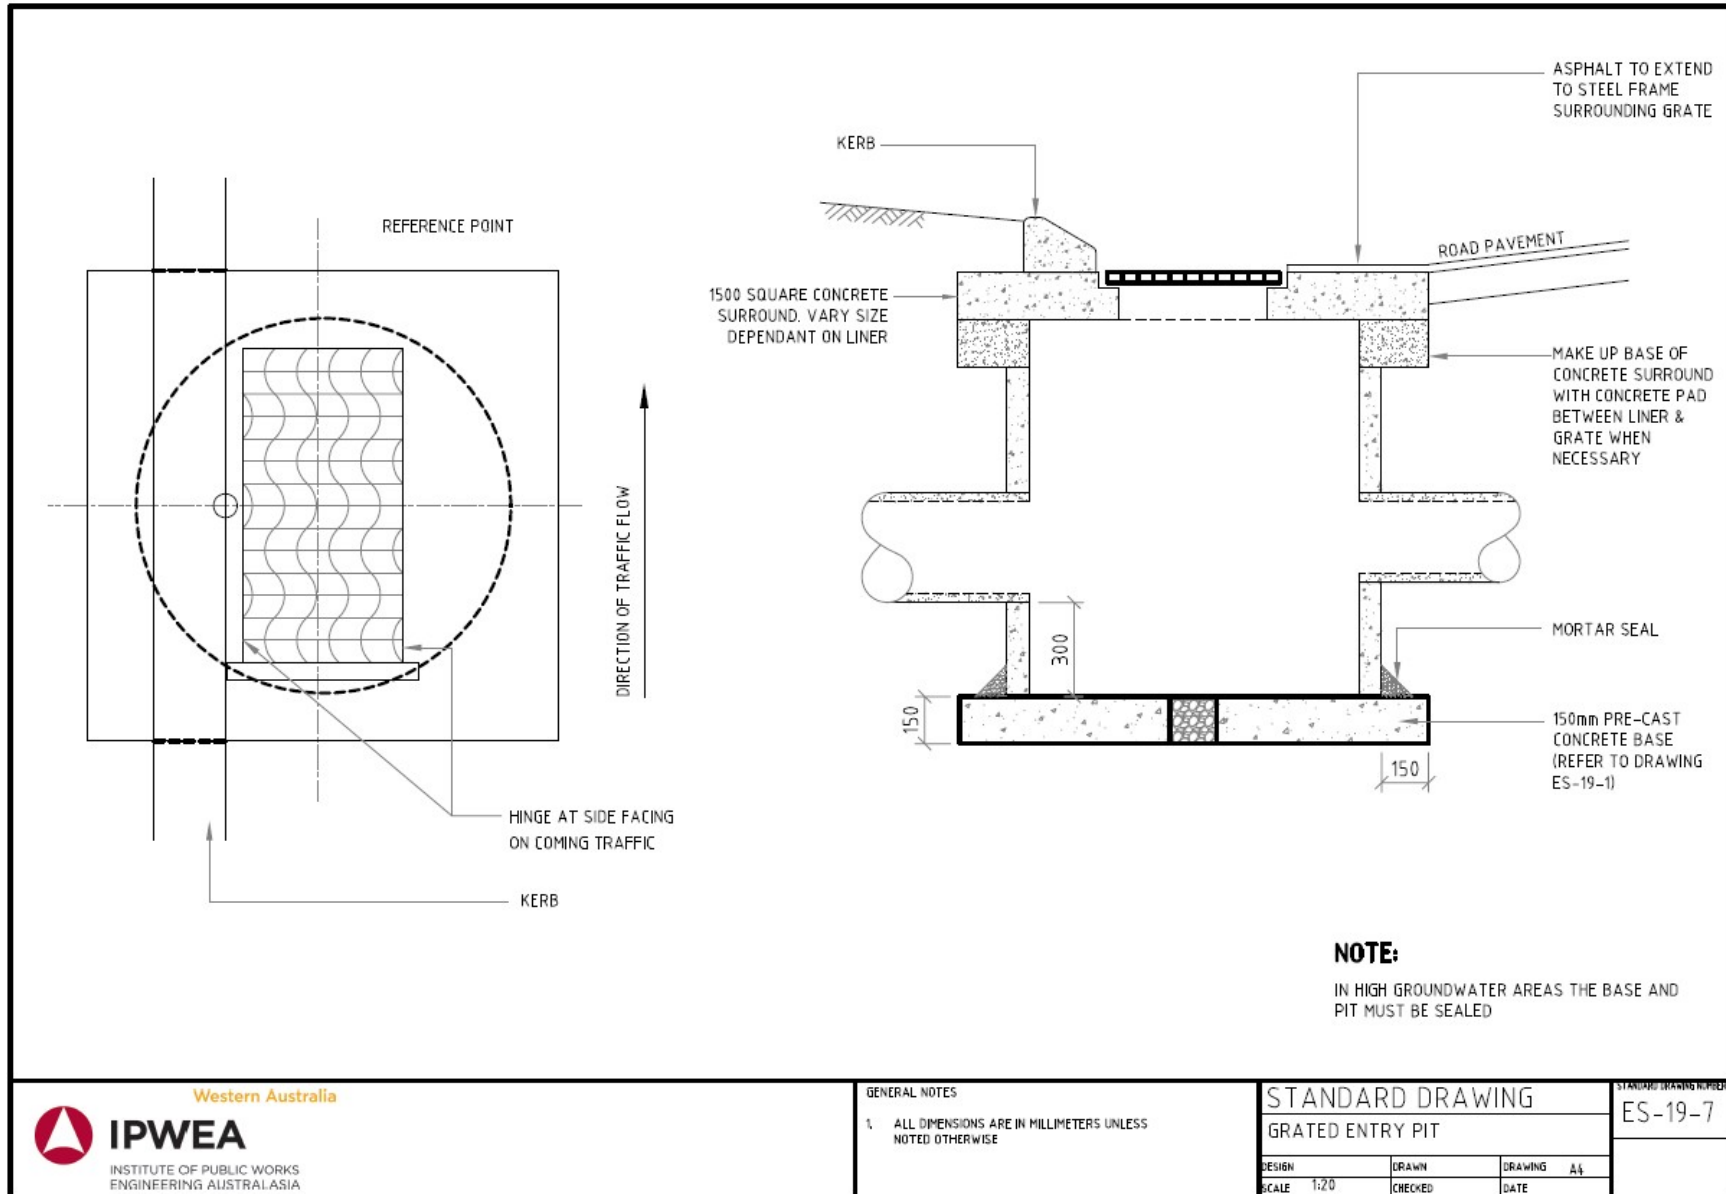 ASPHALT TO EXTEND
TO STEEL FRAME
SURROUNDING GRATE
KERB
REFERENCE POINT
ROAD PAVEMENT
1500 SQUARE CONCRETE
SURROUND. VARY SIZE
DEPENDANT ON LINER
MAKE UP BASE OF
CONCRETE SURROUND
WITH CONCRETE PAD
BETWEEN LINER &
GRATE WHEN
NECESSARY
DIRECTION OF TRAFFIC FLOW
300
MORTAR SEAL
150
150mm PRE-CAST
CONCRETE BASE
(REFER TO DRAWING
ES-19-1)
150
HINGE AT SIDE FACING
ON COMING TRAFFIC
KERB
NOTE:
IN HIGH GROUNDWATER AREAS THE BASE AND
PIT MUST BE SEALED
Western Australia
IPWEA
INSTITUTE OF PUBLIC WORKS
ENGINEERING AUSTRALASIA
GENERAL NOTES
1. ALL DIMENSIONS ARE IN MILLIMETERS UNLESS
NOTED OTHERWISE
STANDARD DRAWING
GRATED ENTRY PIT
DESIGN
DRAWN
DRAWING A4
SCALE 1:20
CHECKED
DATE
STANDARD DRAWING NUMBER
ES-19-7